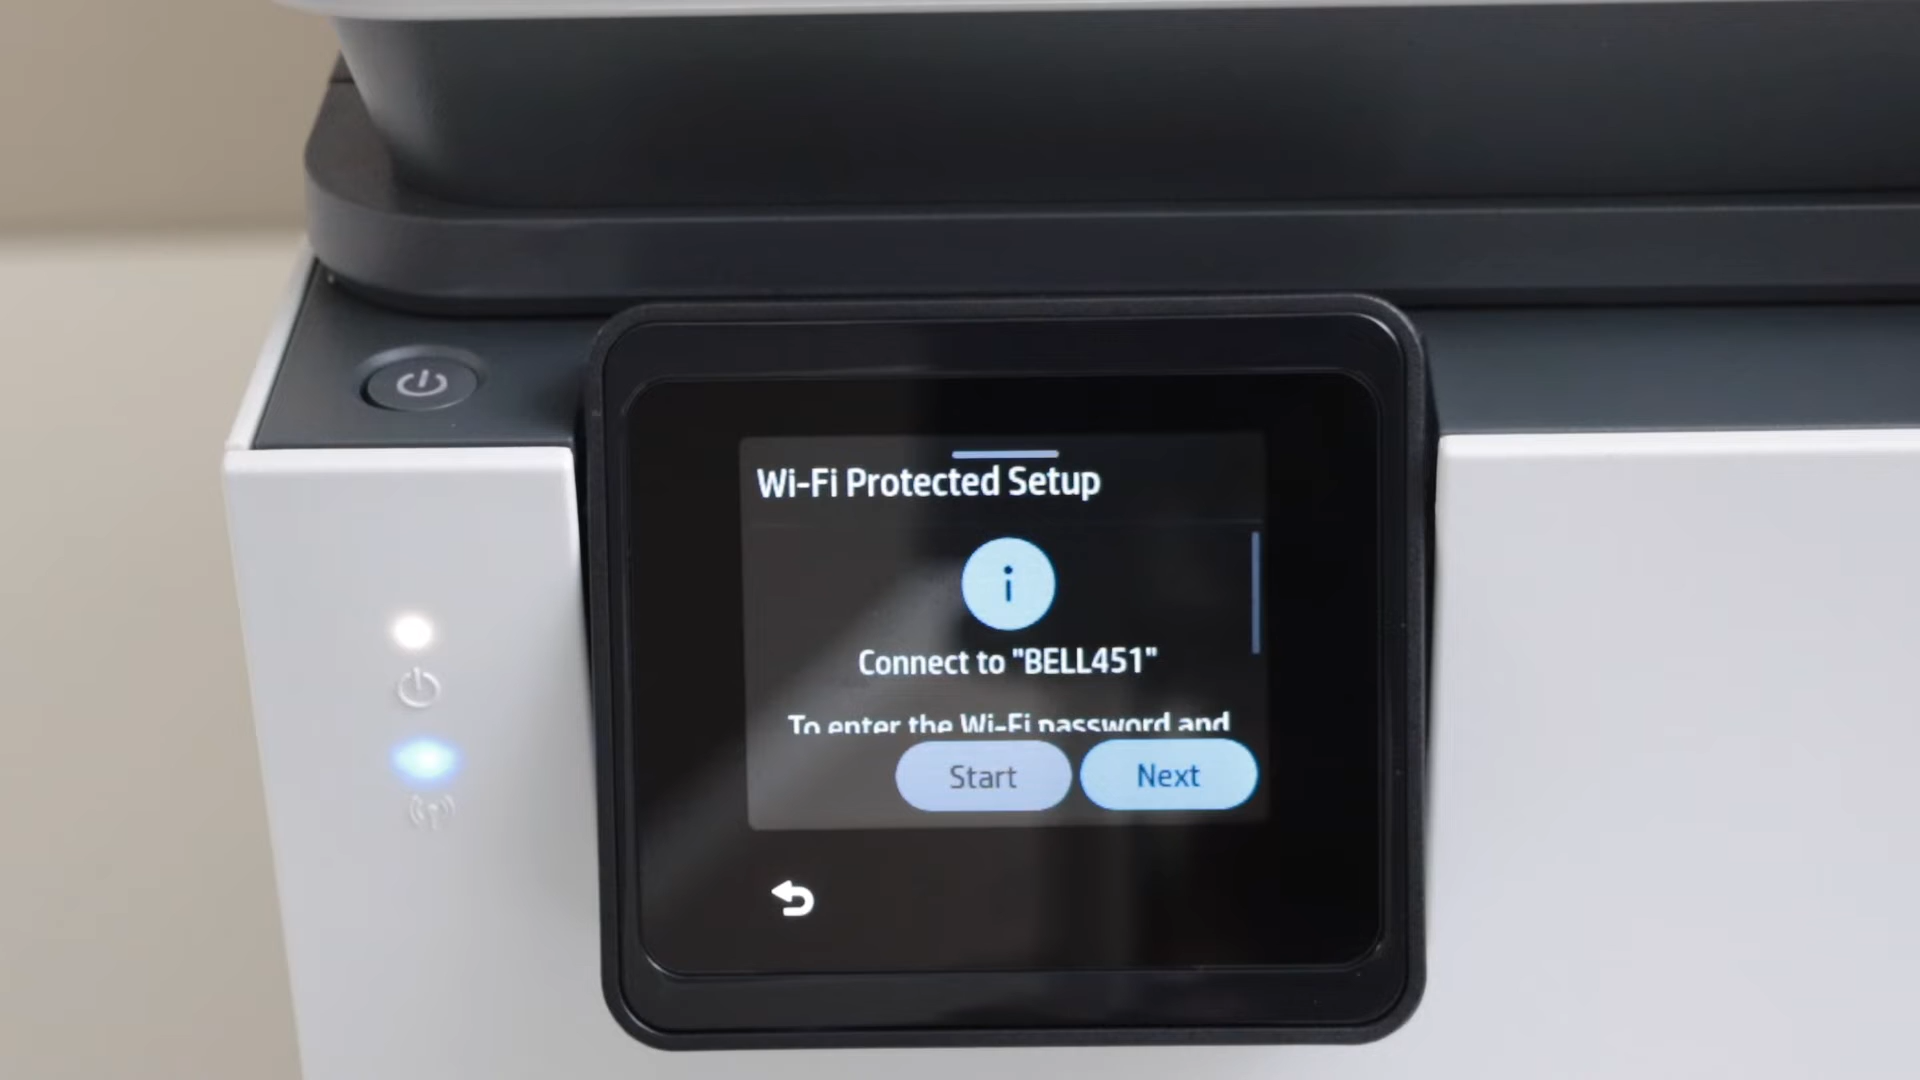 Wi-Fi Protected Setup
i
Connect to "BELL451"
To enter the Wi-Fi password and
Start
Next